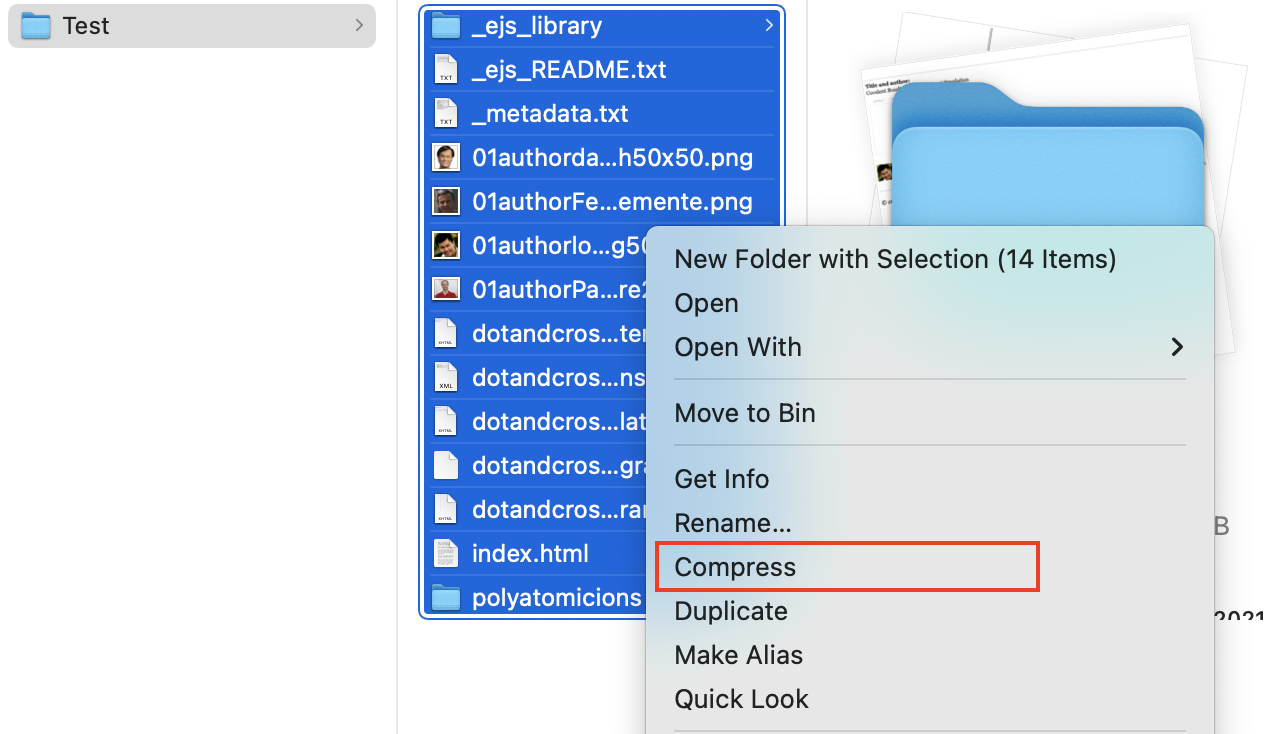 Test
_ejs_library
_ejs_README.txt
_metadata.txt
01authorda...h50x50.png
01authorFe...emente.png
01authorlo...g50
01authorPa...re2
dotandcros...ter
dotandcros...ns
dotandcros...lat
dotandcros...gra
dotandcros...ran
index.html
polyatomicions
TXT
TXT
XHTML
XML
XHTML
XHTML
Title and author:
New Folder with Selection (14 Items)
Open
Open With
Move to Bin
Get Info
Rename...
Compress
Duplicate
Make Alias
Quick Look
B
2021